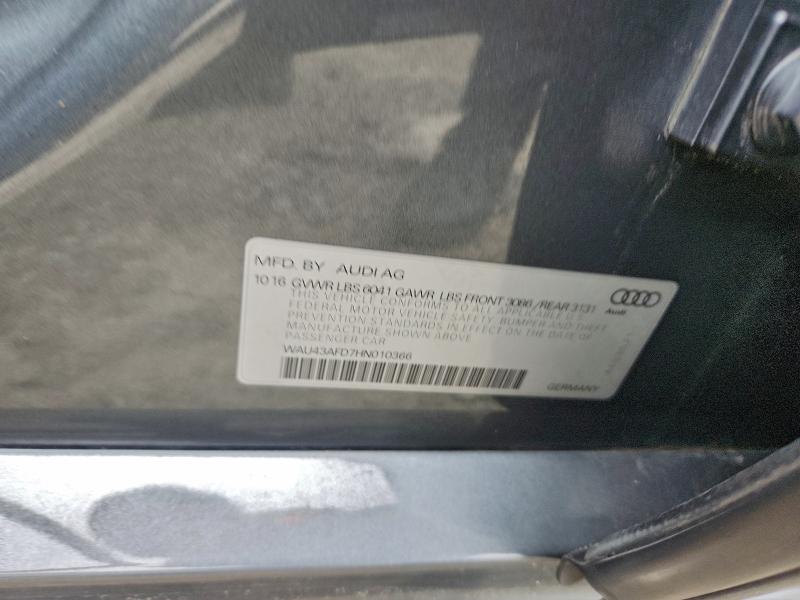 MFD. BY AUDI AG
10 16 GVWR LBS 6041 GAWR LBS FRONT 3086 / REAR 3131
THIS VEHICLE CONFORMS TO ALL APPLICABLE U.S.
FEDERAL MOTOR VEHICLE SAFETY, BUMPER AND THEFT
PREVENTION STANDARDS IN EFFECT ON THE DATE OF
MANUFACTURE SHOWN ABOVE
PASSENGER CAR
WAU43AFD7HN010366
GERMANY
Audi